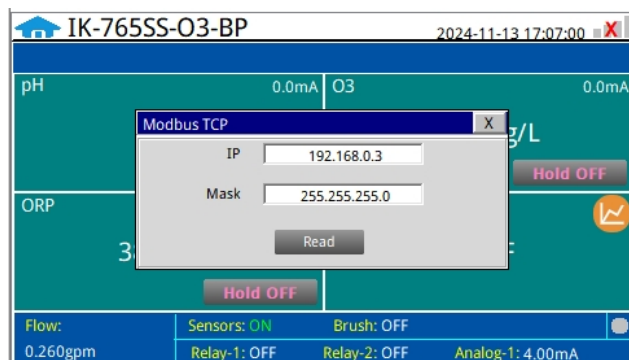 IK-765SS-O3-BP
2024-11-13 17:07:00
pH 0.0mA
O3 0.0mA
Modbus TCP X
IP 192.168.0.3
Mask 255.255.255.0
Read
g/L
Hold OFF
ORP
Hold OFF
Flow: Sensors: ON Brush: OFF
0.260gpm Relay-1: OFF Relay-2: OFF Analog-1: 4.00mA